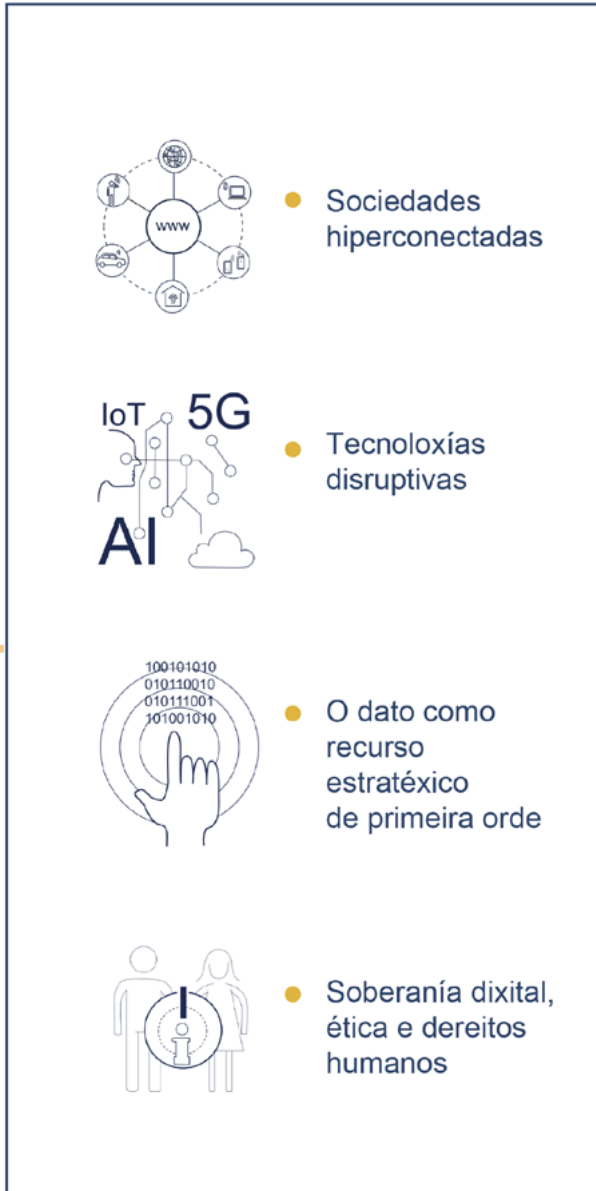 www
Sociedades
hiperconectadas
IoT 5G
AI
Tecnoloxías
disruptivas
100101010
010110010
010111001
101001010
O dato como
recurso
estratéxico
de primeira orde
i
Soberanía dixital,
ética e dereitos
humanos